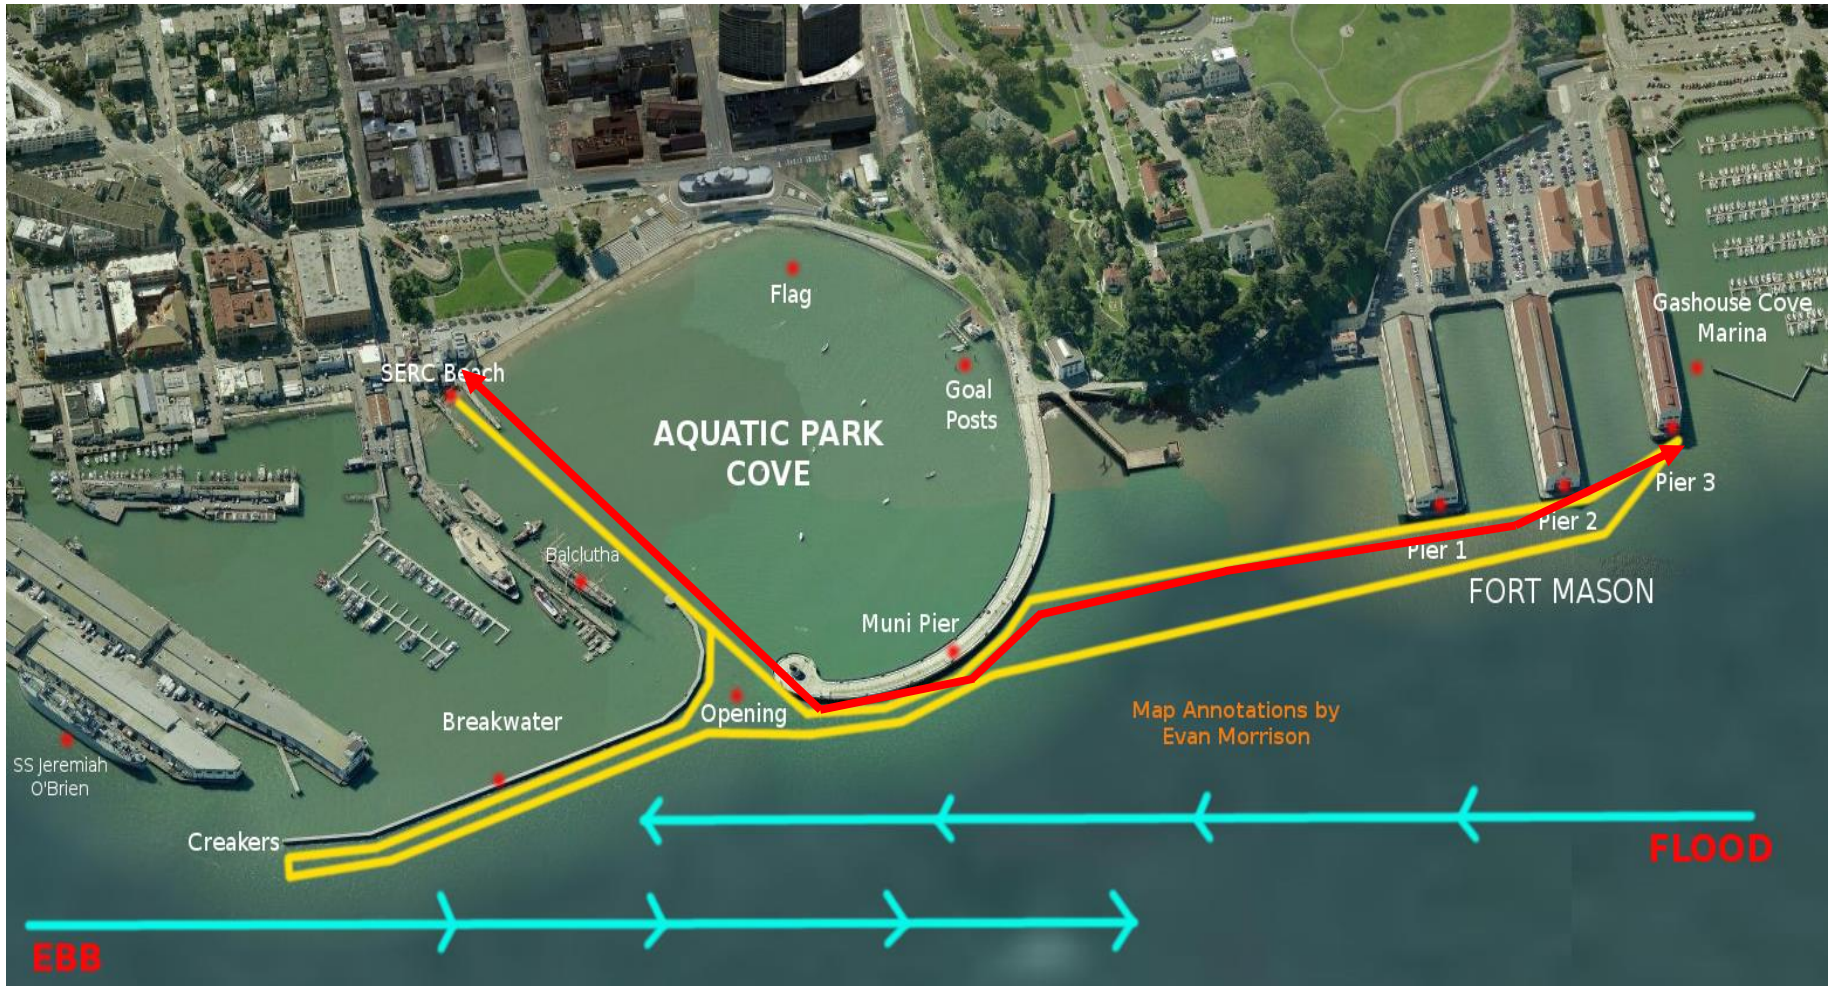 Flag
Gashouse Cove
Marina
SERC Beach
Goal
Posts
AQUATIC PARK
COVE
Pier 3
Pier 2
Pier 1
Balclutha
FORT MASON
Muni Pier
Opening
Breakwater
Map Annotations by
Evan Morrison
SS Jeremiah
O'Brien
Creakers
FLOOD
EBB